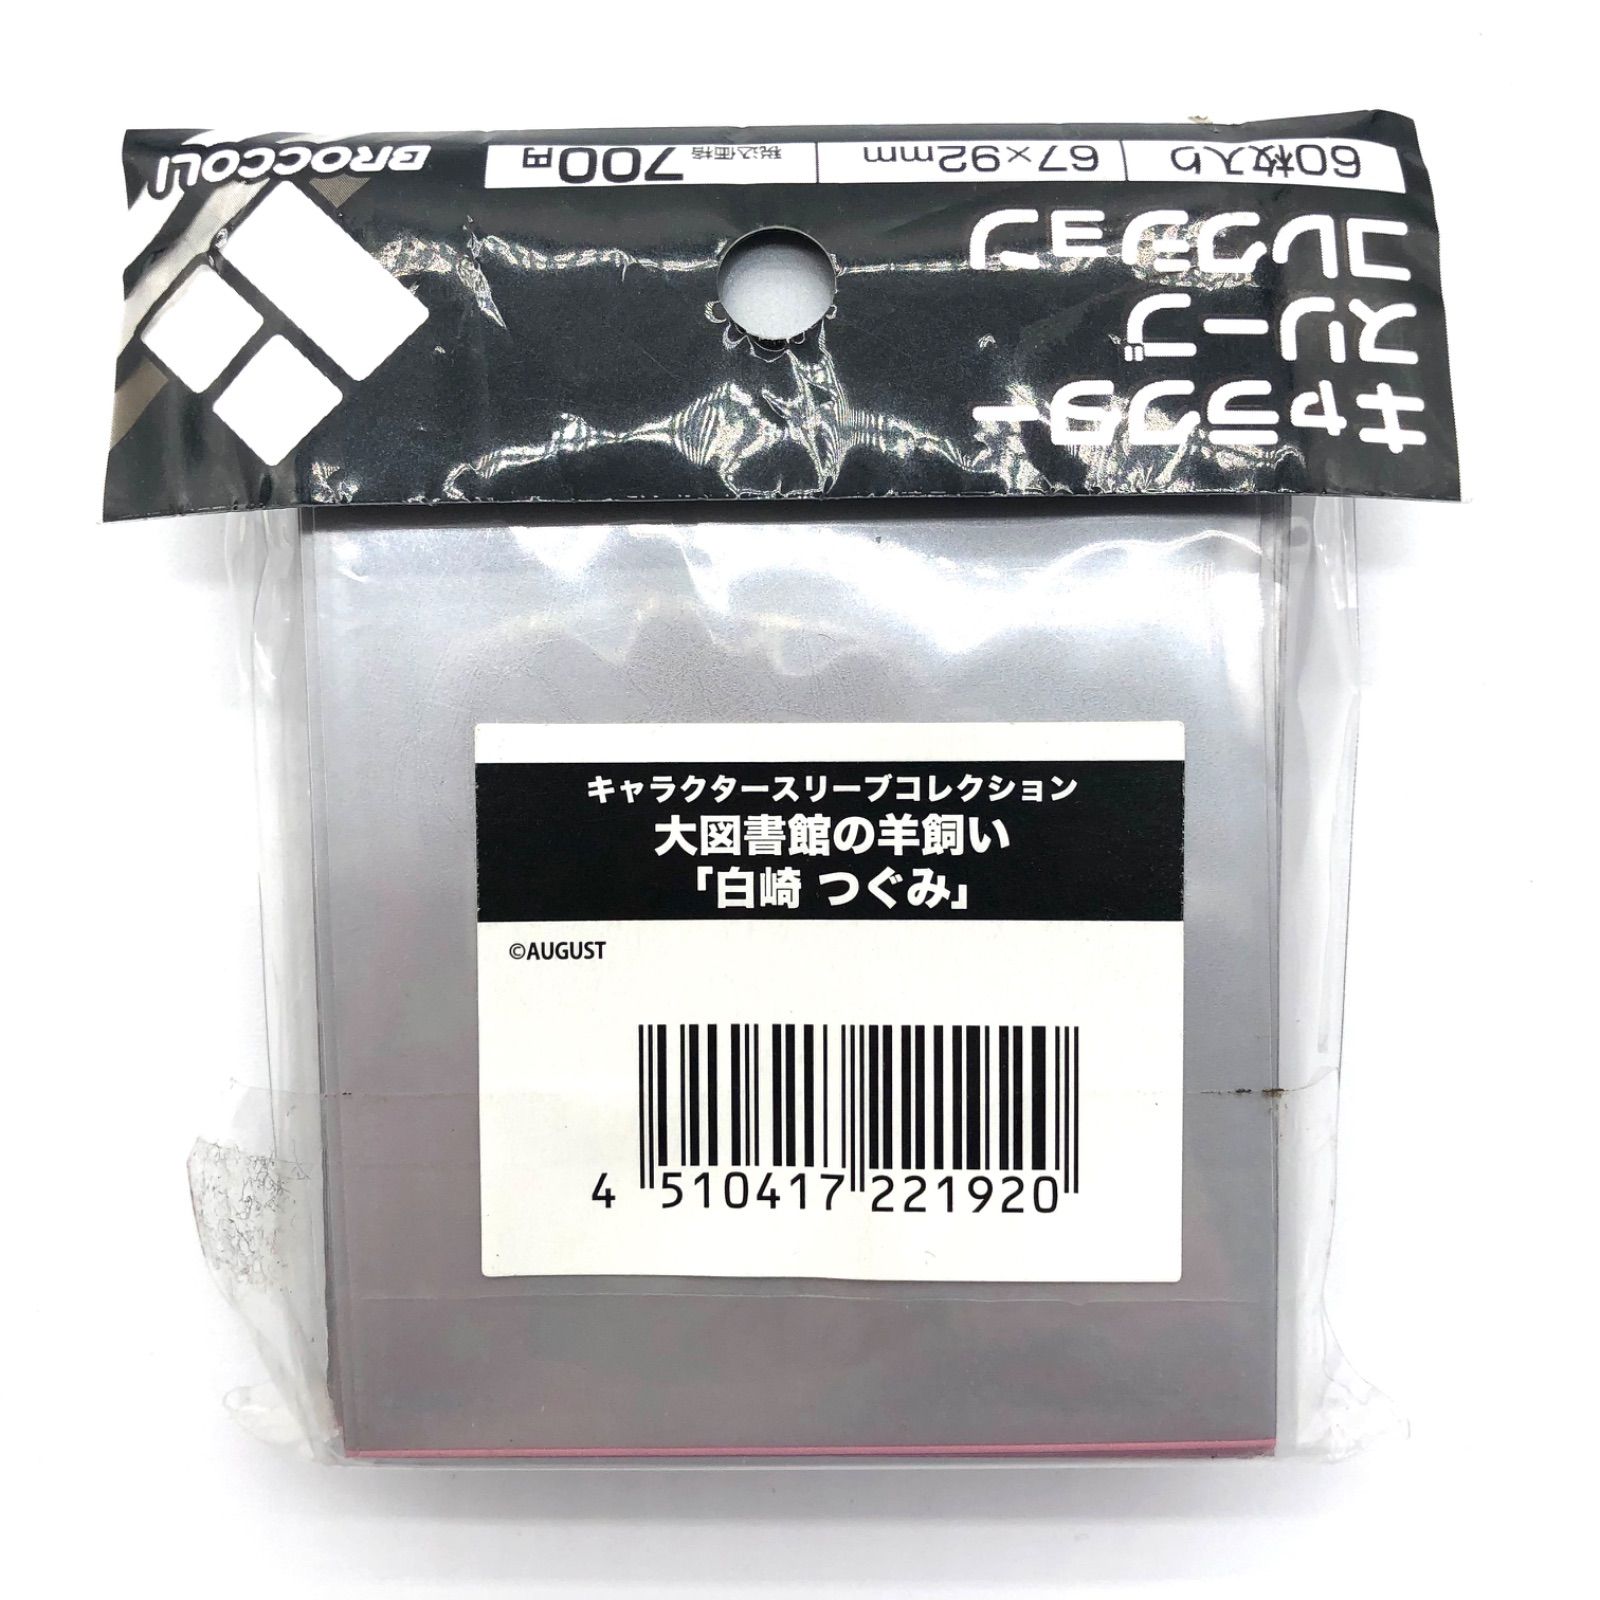 BROCCOLI
60枚入り
67×92mm
税込価格 700円
キャラクター
スリーブ
コレクション
キャラクタースリーブコレクション
大図書館の羊飼い
「白崎 つぐみ」
©AUGUST
4 510417 221920